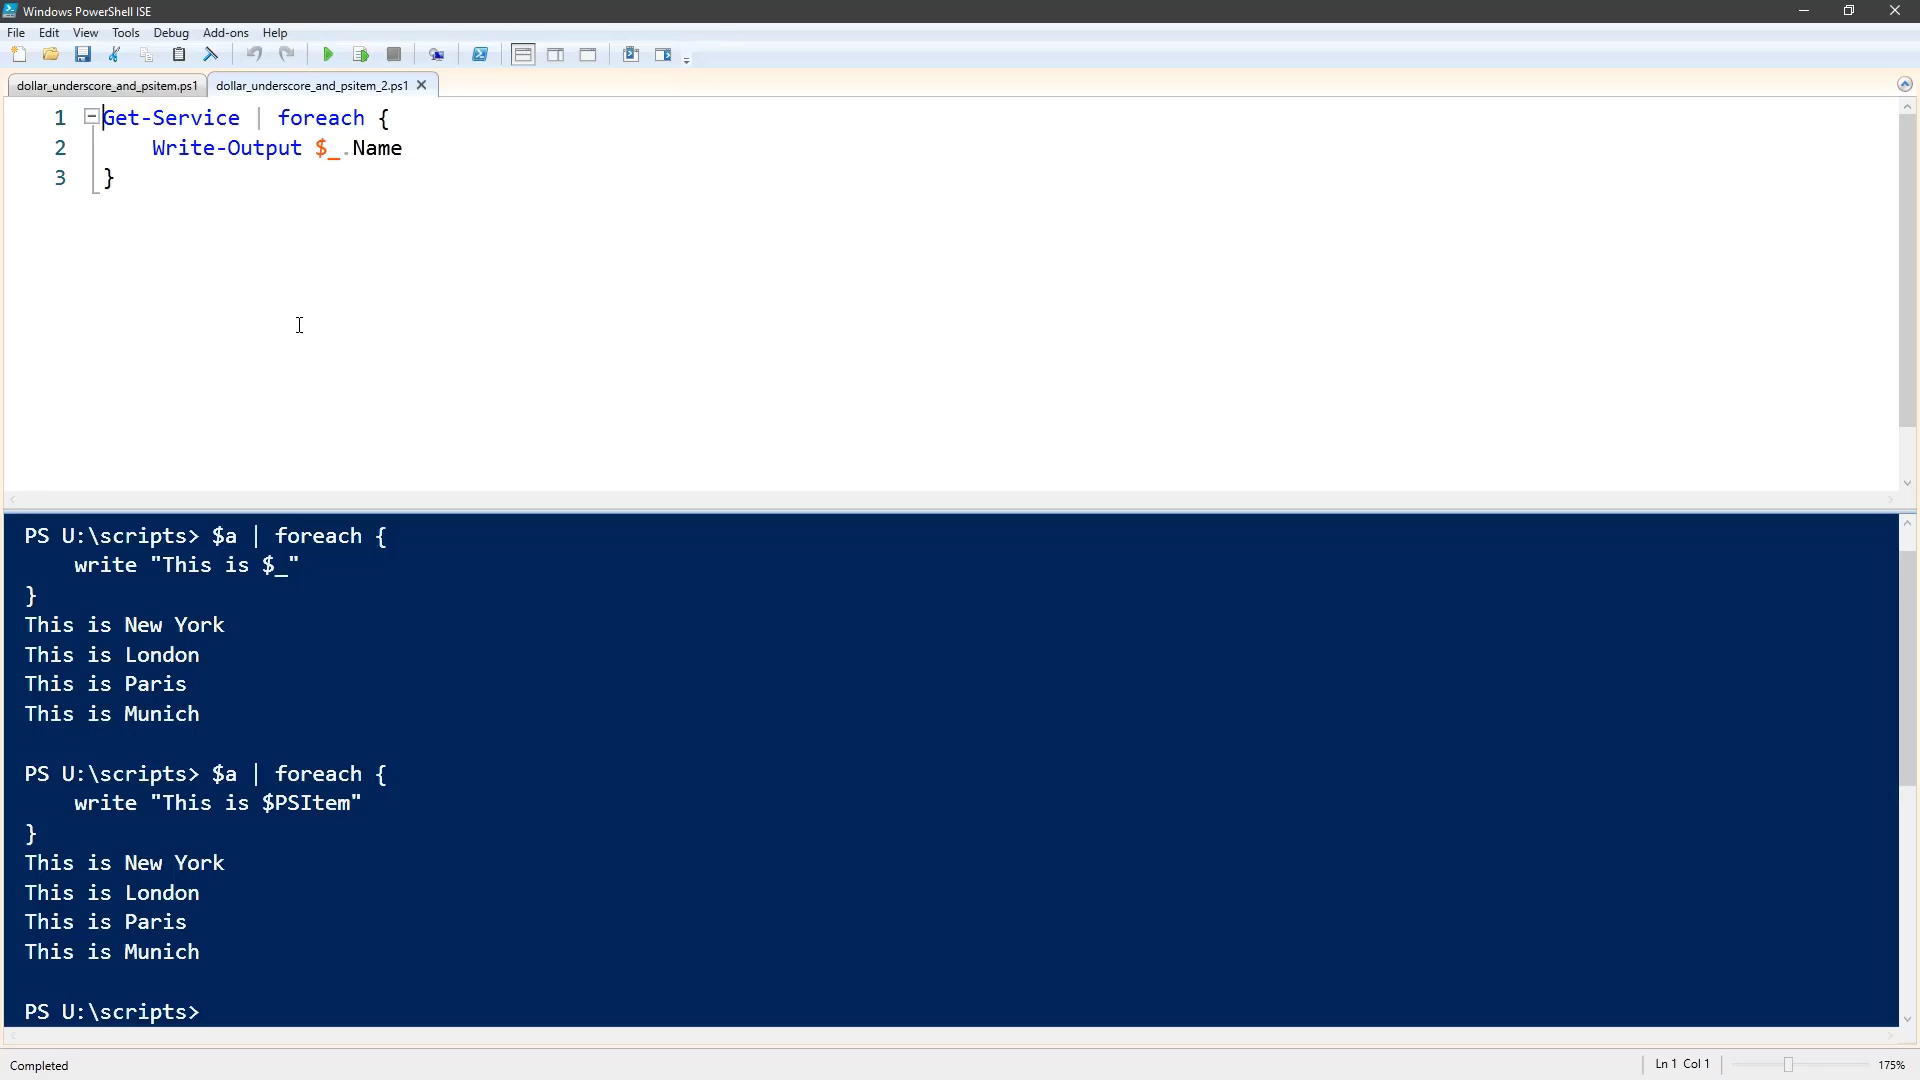 Windows PowerShell ISE
File Edit View Tools Debug Add-ons Help
dollar_underscore_and_psitem.ps1 dollar_underscore_and_psitem_2.ps1
1 Get-Service | foreach {
2 Write-Output $_.Name
3 }
PS U:\scripts> $a | foreach {
write "This is $_"
}
This is New York
This is London
This is Paris
This is Munich
PS U:\scripts> $a | foreach {
write "This is $PSItem"
}
This is New York
This is London
This is Paris
This is Munich
PS U:\scripts>
Completed Ln 1 Col 1 175%